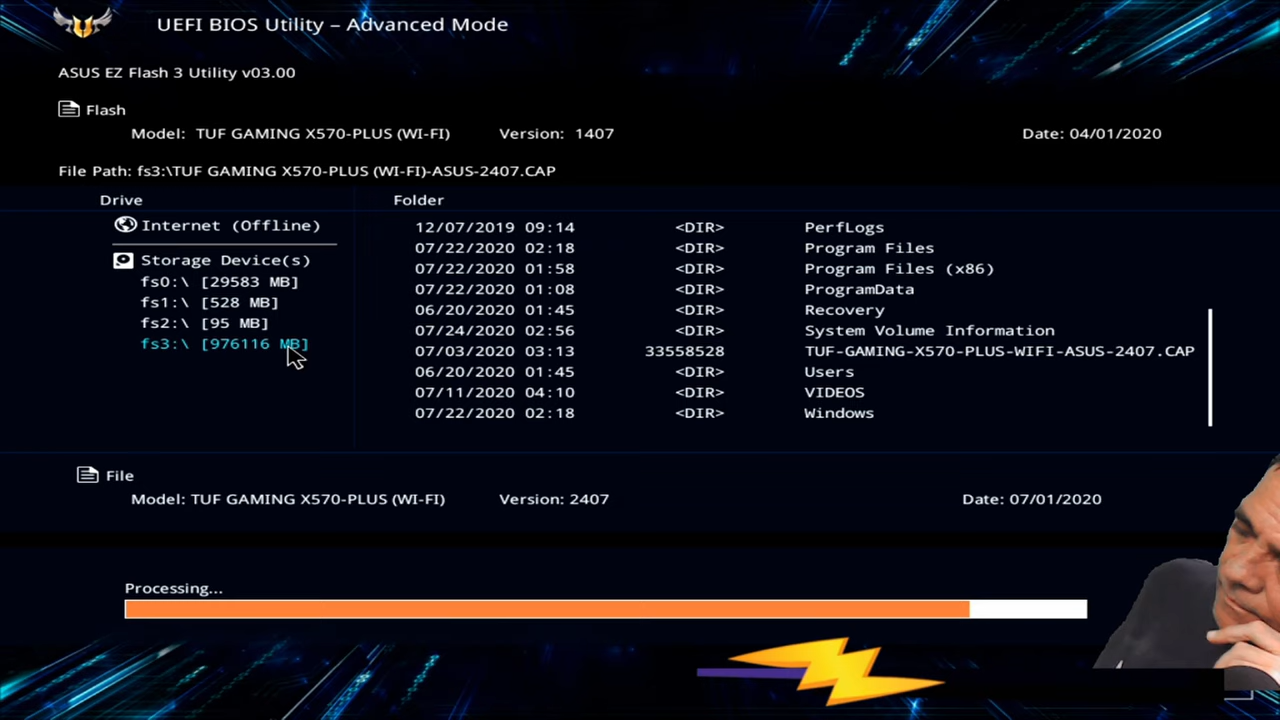 UEFI BIOS Utility – Advanced Mode
ASUS EZ Flash 3 Utility v03.00
Flash
Model: TUF GAMING X570-PLUS (WI-FI) Version: 1407 Date: 04/01/2020
File Path: fs3:\TUF GAMING X570-PLUS (WI-FI)-ASUS-2407.CAP
Drive Folder
Internet (Offline)
Storage Device(s)
fs0:\ [29583 MB]
fs1:\ [528 MB]
fs2:\ [95 MB]
fs3:\ [976116 MB]
12/07/2019 09:14 <DIR> PerfLogs
07/22/2020 02:18 <DIR> Program Files
07/22/2020 01:58 <DIR> Program Files (x86)
07/22/2020 01:08 <DIR> ProgramData
06/20/2020 01:45 <DIR> Recovery
07/24/2020 02:56 <DIR> System Volume Information
07/03/2020 03:13 33558528 TUF-GAMING-X570-PLUS-WIFI-ASUS-2407.CAP
06/20/2020 01:45 <DIR> Users
07/11/2020 04:10 <DIR> VIDEOS
07/22/2020 02:18 <DIR> Windows
File
Model: TUF GAMING X570-PLUS (WI-FI) Version: 2407 Date: 07/01/2020
Processing...